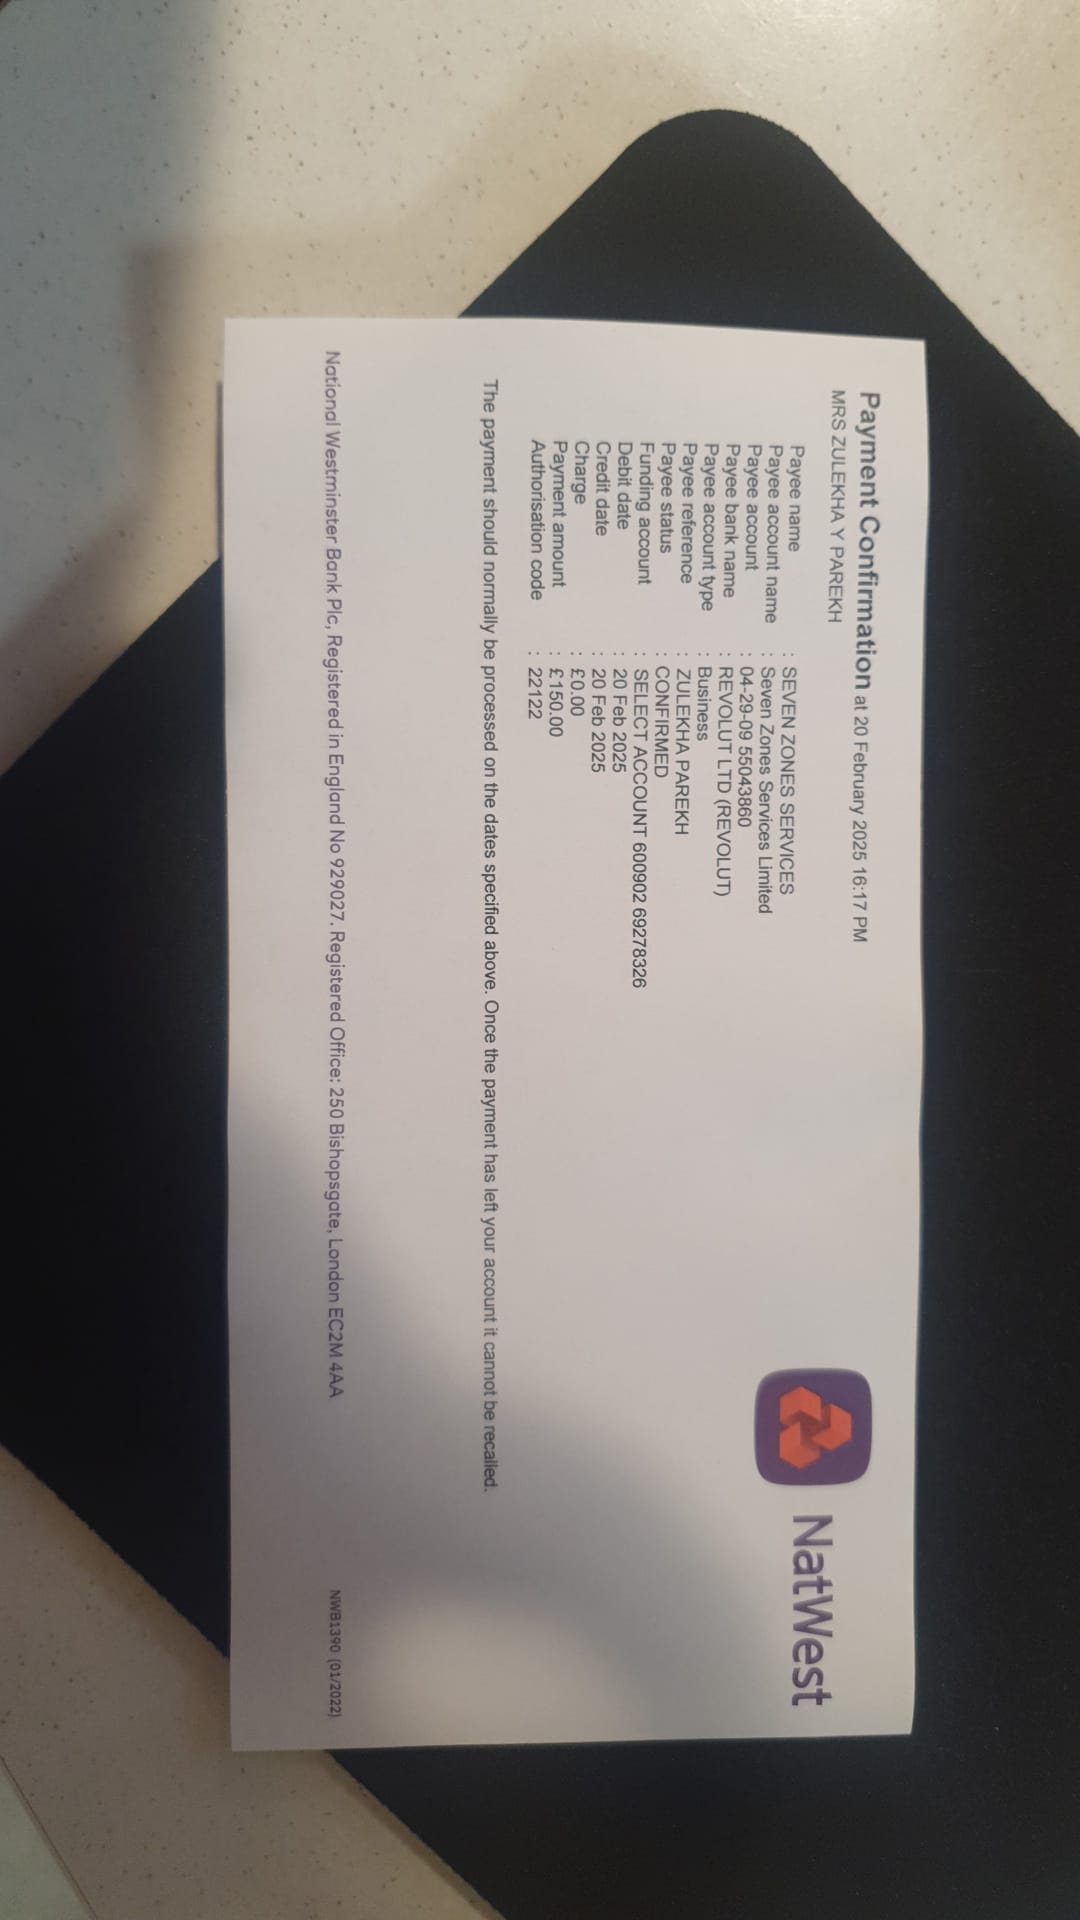 Payment Confirmation at 20 February 2025 16:17 PM
MRS ZULEKHA Y PAREKH
NatWest
Payee name : SEVEN ZONES SERVICES
Payee account name : Seven Zones Services Limited
Payee account : 04-29-09 55043860
Payee bank name : REVOLUT LTD (REVOLUT)
Payee account type : Business
Payee reference : ZULEKHA PAREKH
Payee status : CONFIRMED
Funding account : SELECT ACCOUNT 600902 69278326
Debit date : 20 Feb 2025
Credit date : 20 Feb 2025
Charge : £0.00
Payment amount : £150.00
Authorisation code : 22122
The payment should normally be processed on the dates specified above. Once the payment has left your account it cannot be recalled.
National Westminster Bank Plc, Registered in England No 929027. Registered Office: 250 Bishopsgate, London EC2M 4AA
NWB1390 (01/2022)